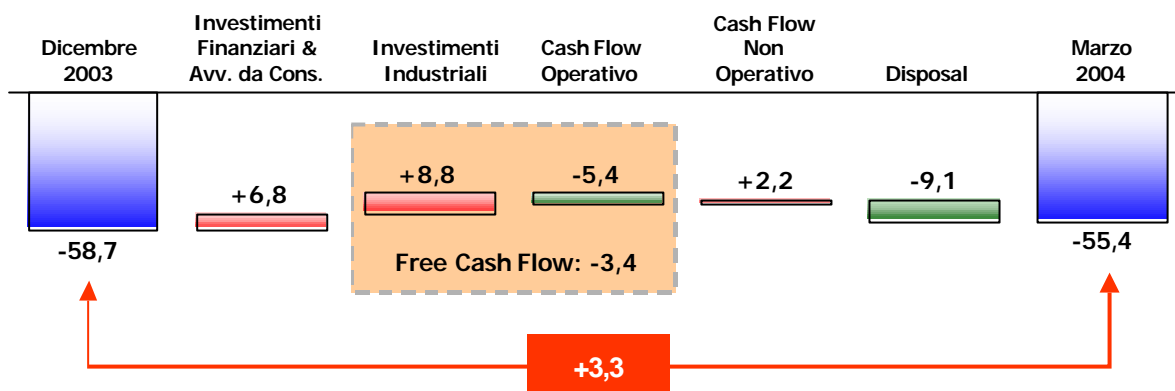 Dicembre
2003
Investimenti
Finanziari &
Avv. da Cons.
Investimenti
Industriali
Cash Flow
Operativo
Cash Flow
Non
Operativo
Disposal
Marzo
2004
+6,8
+8,8
-5,4
+2,2
-9,1
-58,7
Free Cash Flow: -3,4
-55,4
+3,3